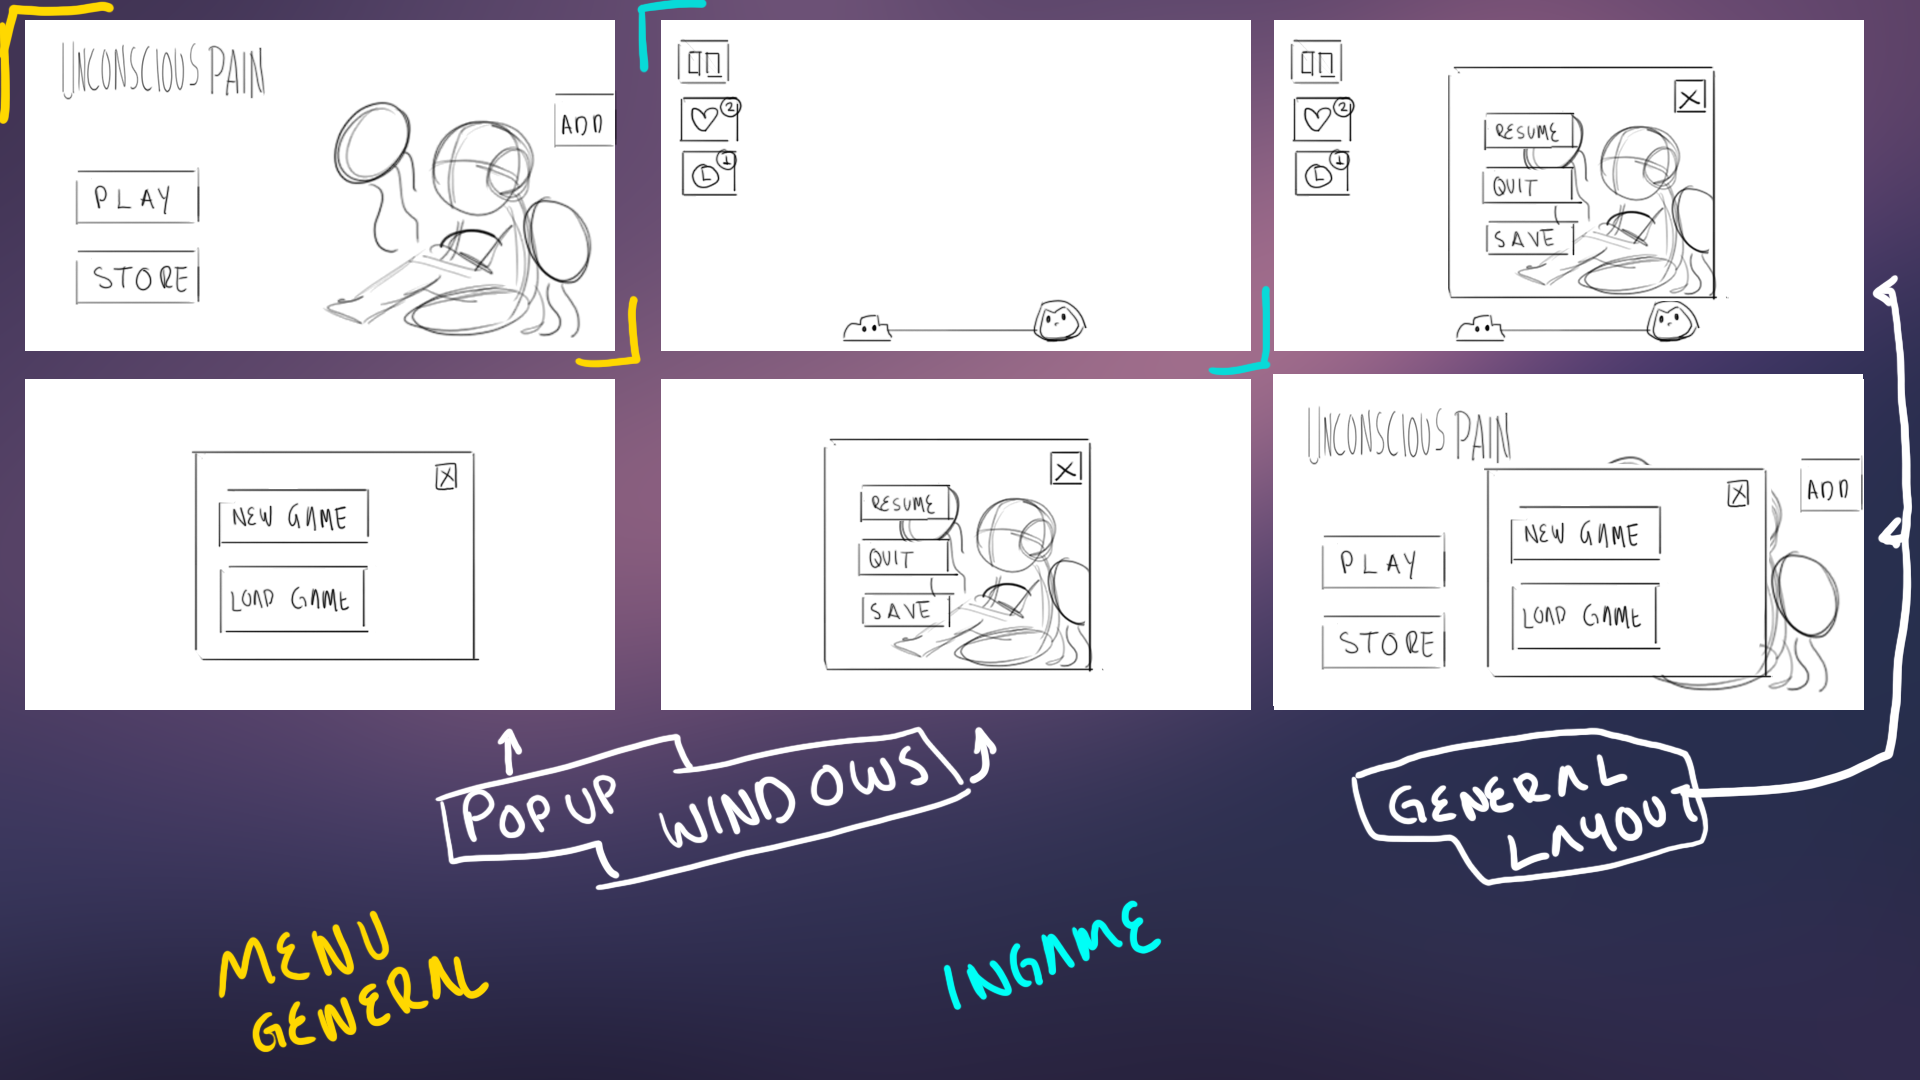 UNCONSCIOUS PAIN
ADD
PLAY
STORE
2
L
1
2
L
1
X
RESUME
QUIT
SAVE
X
NEW GAME
LOAD GAME
X
RESUME
QUIT
SAVE
UNCONSCIOUS PAIN
ADD
X
PLAY
STORE
NEW GAME
LOAD GAME
POP UP
WINDOWS
GENERAL
LAYOUT
MENU
GENERAL
INGAME